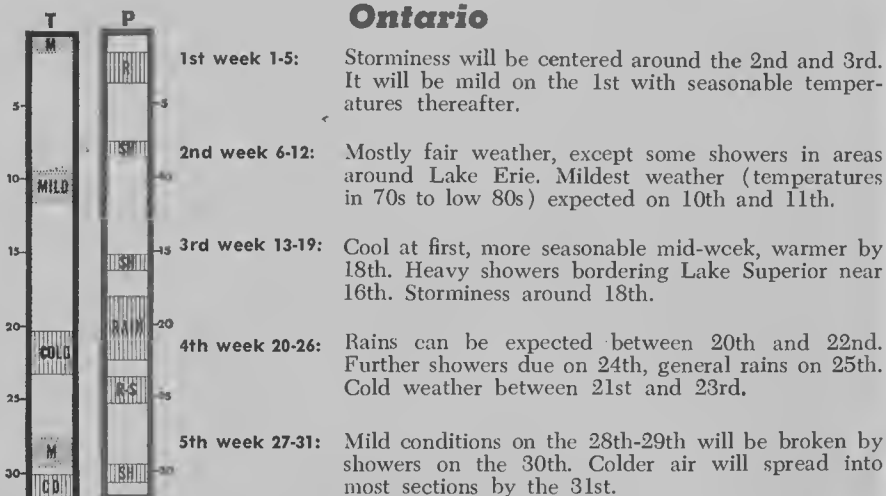 T P Ontario
M
R
5
5
SH
10
MILD
15
15
SH
RAIN
20
20
COLD
25
R-S
M
30
SH
CO
1st week 1-5: Storminess will be centered around the 2nd and 3rd.
It will be mild on the 1st with seasonable temper-
atures thereafter.
2nd week 6-12: Mostly fair weather, except some showers in areas
around Lake Erie. Mildest weather (temperatures
in 70s to low 80s) expected on 10th and 11th.
3rd week 13-19: Cool at first, more seasonable mid-week, warmer by
18th. Heavy showers bordering Lake Superior near
16th. Storminess around 18th.
4th week 20-26: Rains can be expected between 20th and 22nd.
Further showers due on 24th, general rains on 25th.
Cold weather between 21st and 23rd.
5th week 27-31: Mild conditions on the 28th-29th will be broken by
showers on the 30th. Colder air will spread into
most sections by the 31st.